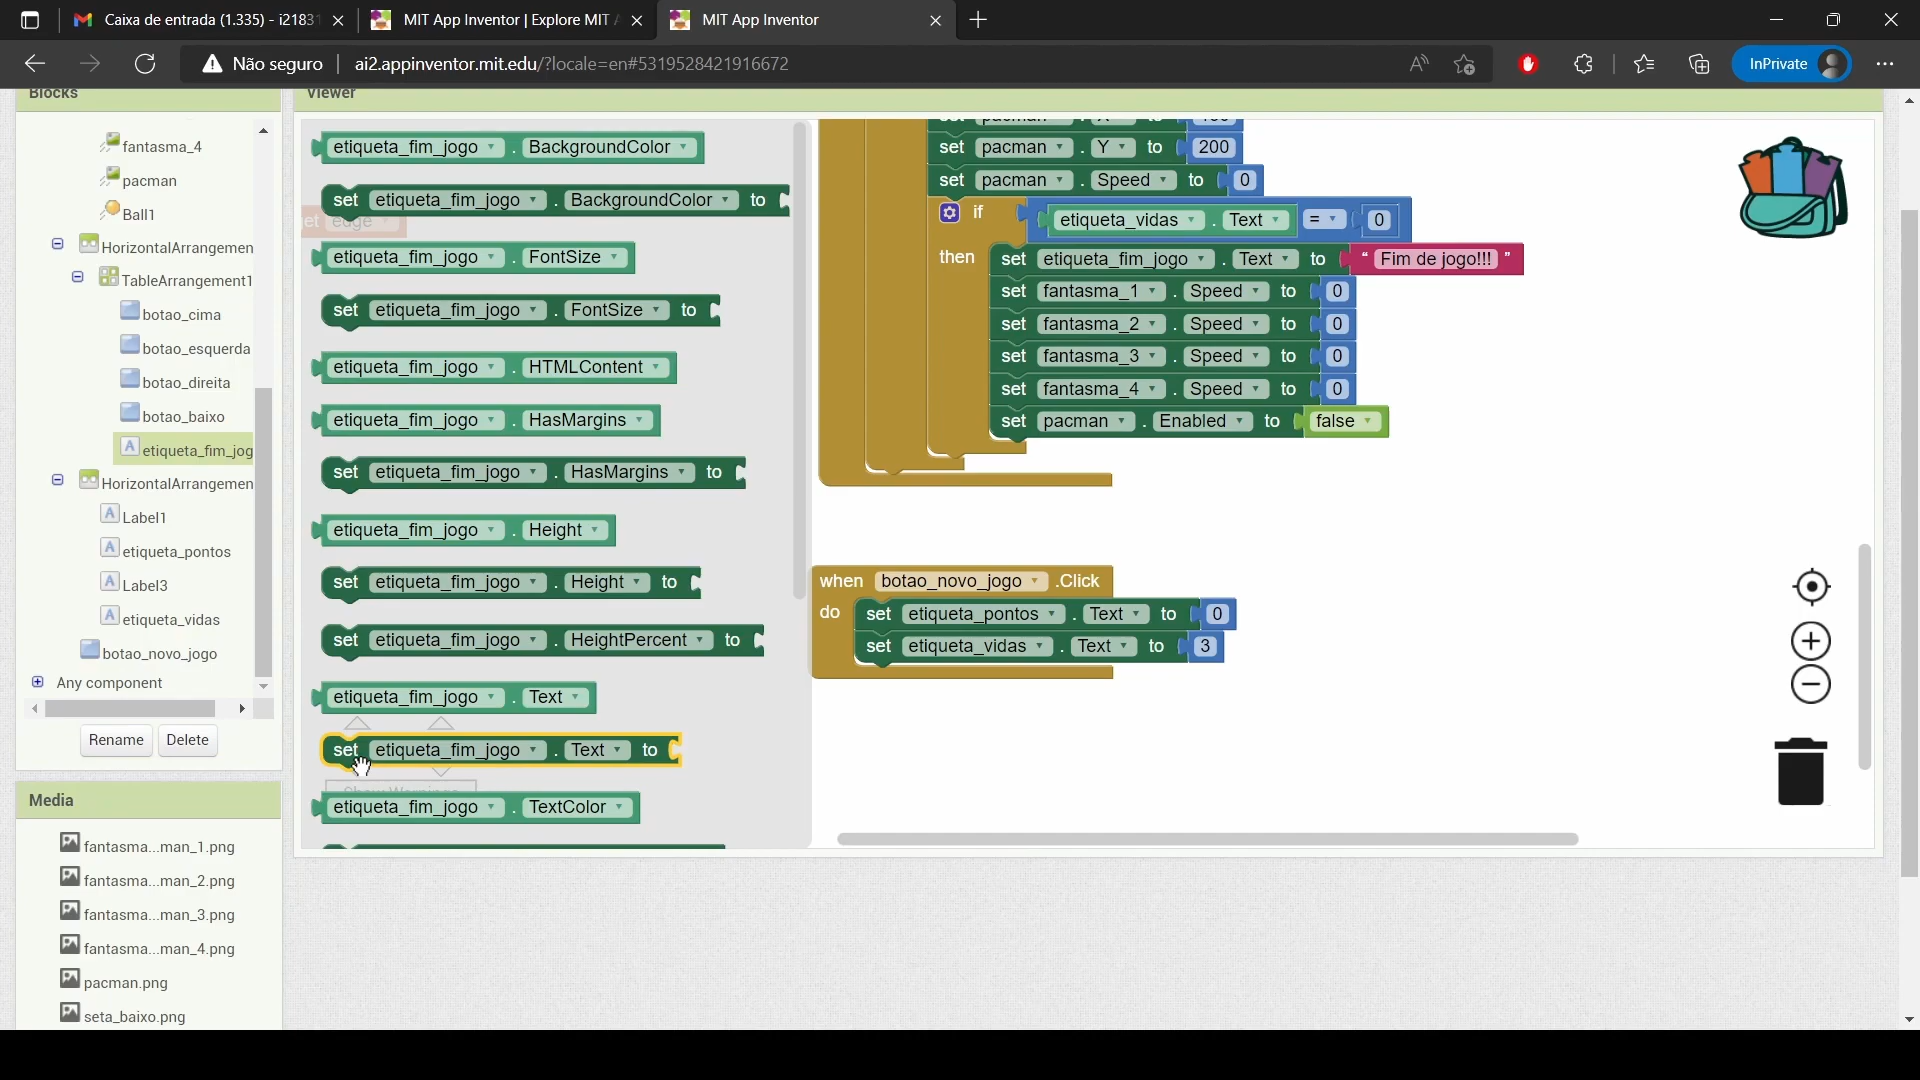 Caixa de entrada (1.335) - i2183
MIT App Inventor | Explore MIT
MIT App Inventor
Não seguro
ai2.appinventor.mit.edu/?locale=en#5319528421916672
InPrivate
Blocks
Viewer
fantasma_4
pacman
Ball1
HorizontalArrangemen
TableArrangement1
botao_cima
botao_esquerda
botao_direita
botao_baixo
etiqueta_fim_jog
HorizontalArrangemen
Label1
etiqueta_pontos
Label3
etiqueta_vidas
botao_novo_jogo
Any component
Rename
Delete
Media
fantasma...man_1.png
fantasma...man_2.png
fantasma...man_3.png
fantasma...man_4.png
pacman.png
seta_baixo.png
etiqueta_fim_jogo . BackgroundColor
set etiqueta_fim_jogo . BackgroundColor to
get edge
etiqueta_fim_jogo . FontSize
set etiqueta_fim_jogo . FontSize to
etiqueta_fim_jogo . HTMLContent
etiqueta_fim_jogo . HasMargins
set etiqueta_fim_jogo . HasMargins to
etiqueta_fim_jogo . Height
set etiqueta_fim_jogo . Height to
set etiqueta_fim_jogo . HeightPercent to
etiqueta_fim_jogo . Text
set etiqueta_fim_jogo . Text to
Show Warnings
etiqueta_fim_jogo . TextColor
set pacman . X to
set pacman . Y to 200
set pacman . Speed to 0
if etiqueta_vidas . Text = 0
then set etiqueta_fim_jogo . Text to “ Fim de jogo!!! ”
set fantasma_1 . Speed to 0
set fantasma_2 . Speed to 0
set fantasma_3 . Speed to 0
set fantasma_4 . Speed to 0
set pacman . Enabled to false
when botao_novo_jogo .Click
do set etiqueta_pontos . Text to 0
set etiqueta_vidas . Text to 3